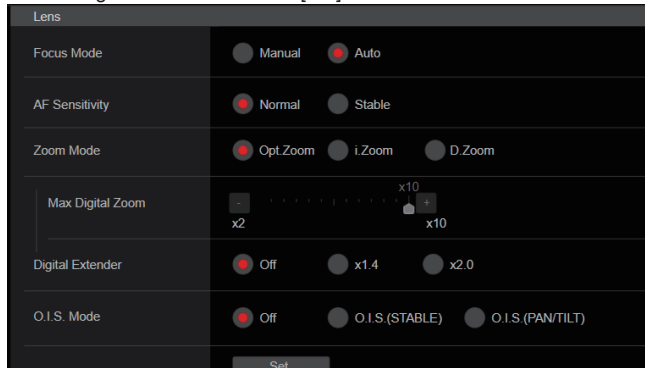 Lens
Focus Mode Manual Auto
AF Sensitivity Normal Stable
Zoom Mode Opt.Zoom i.Zoom D.Zoom
x10
Max Digital Zoom - +
x2 x10
Digital Extender Off x1.4 x2.0
O.I.S. Mode Off O.I.S.(STABLE) O.I.S.(PAN/TILT)
Set